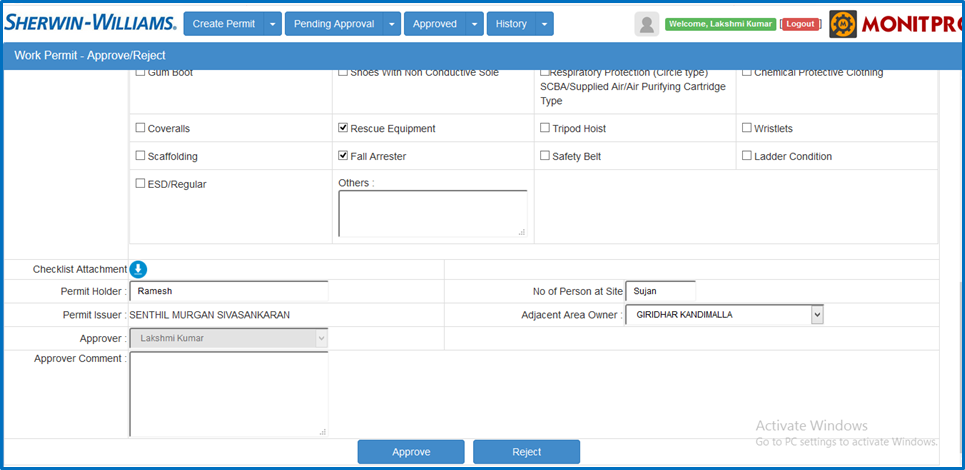 SHERWIN-WILLIAMS. Create Permit Pending Approval Approved History Welcome, Lakshmi Kumar [Logout] MONITPRO
Work Permit - Approve/Reject
Gum Boot Shoes With Non Conductive Sole Respiratory Protection (Circle type) Chemical Protective Clothing
SCBA/Supplied Air/Air Purifying Cartridge
Type
Coveralls Rescue Equipment Tripod Hoist Wristlets
Scaffolding Fall Arrester Safety Belt Ladder Condition
ESD/Regular Others :
Checklist Attachment
Permit Holder : Ramesh No of Person at Site Sujan
Permit Issuer : SENTHIL MURGAN SIVASANKARAN Adjacent Area Owner : GIRIDHAR KANDIMALLA
Approver : Lakshmi Kumar
Approver Comment :
Activate Windows
Go to PC settings to activate Windows.
Approve Reject